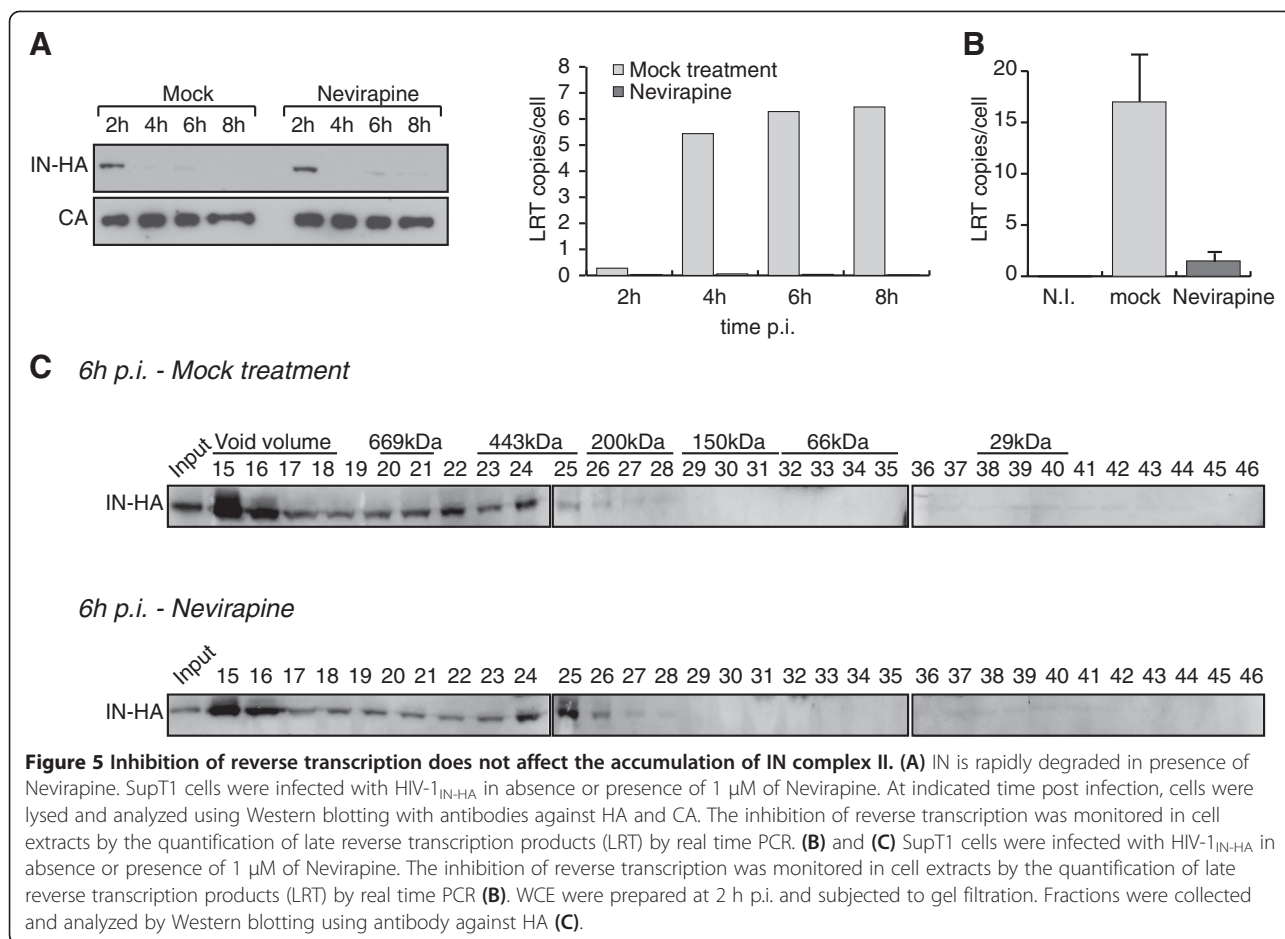 A
Mock
Nevirapine
2h 4h 6h 8h 2h 4h 6h 8h
IN-HA
CA
8
7
6
5
4
3
2
1
0
LRT copies/cell
Mock treatment
Nevirapine
2h 4h 6h 8h
time p.i.
B
20
15
10
5
0
LRT copies/cell
N.I. mock Nevirapine
C 6h p.i. - Mock treatment
Void volume 669kDa 443kDa 200kDa 150kDa 66kDa 29kDa
Input 15 16 17 18 19 20 21 22 23 24 25 26 27 28 29 30 31 32 33 34 35 36 37 38 39 40 41 42 43 44 45 46
IN-HA
6h p.i. - Nevirapine
Input 15 16 17 18 19 20 21 22 23 24 25 26 27 28 29 30 31 32 33 34 35 36 37 38 39 40 41 42 43 44 45 46
IN-HA
Figure 5 Inhibition of reverse transcription does not affect the accumulation of IN complex II. (A) IN is rapidly degraded in presence of
Nevirapine. SupT1 cells were infected with HIV-1IN-HA in absence or presence of 1 µM of Nevirapine. At indicated time post infection, cells were
lysed and analyzed using Western blotting with antibodies against HA and CA. The inhibition of reverse transcription was monitored in cell
extracts by the quantification of late reverse transcription products (LRT) by real time PCR. (B) and (C) SupT1 cells were infected with HIV-1IN-HA in
absence or presence of 1 µM of Nevirapine. The inhibition of reverse transcription was monitored in cell extracts by the quantification of late
reverse transcription products (LRT) by real time PCR (B). WCE were prepared at 2 h p.i. and subjected to gel filtration. Fractions were collected
and analyzed by Western blotting using antibody against HA (C).